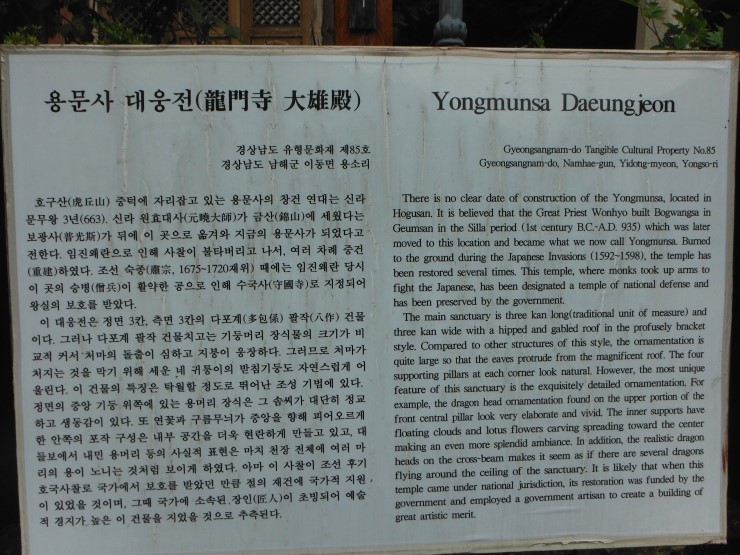 용문사 대웅전(龍門寺 大雄殿)
경상남도 유형문화재 제85호
경상남도 남해군 이동면 용소리
호구산(虎丘山) 중턱에 자리잡고 있는 용문사의 창건 연대는 신라
문무왕 3년(663). 신라 원효대사(元曉大師)가 금산(錦山)에 세웠다는
보광사(普光斯)가 뒤에 이 곳으로 옮겨와 지금의 용문사가 되었다고
전한다. 임진왜란으로 인해 사찰이 불타버리고 나서, 여러 차례 중건
(重建)하였다. 조선 숙종(肅宗, 1675~1720재위) 때에는 임진왜란 당시
이 곳의 승병(僧兵)이 활약한 공으로 인해 수국사(守國寺)로 지정되어
왕실의 보호를 받았다.
이 대웅전은 정면 3칸, 측면 3칸의 다포계(多包係) 팔작(八作) 건물
이다. 그러나 다포계 팔작 건물치고는 기둥머리 장식물의 크기가 비
교적 커서 처마의 돌출이 심하고 지붕이 웅장하다. 그러므로 처마가
처지는 것을 막기 위해 세운 네 귀퉁이의 받침기둥도 자연스럽게 어
울린다. 이 건물의 특징은 탁월할 정도로 뛰어난 조성 기법에 있다.
정면의 중앙 기둥 위쪽에 있는 용머리 장식은 그 솜씨가 대단히 정교
하고 생동감이 있다. 또 연꽃과 구름무늬가 중앙을 향해 피어오르게
한 안쪽의 포작 구성은 내부 공간을 더욱 현란하게 만들고 있고, 대
들보에서 내민 용머리 등의 사실적 표현은 마치 천장 전체에 여러 마
리의 용이 노니는 것처럼 보이게 하였다. 아마 이 사찰이 조선 후기
호국사찰로 국가에서 보호를 받았던 만큼 절의 재건에 국가적 지원
이 있었을 것이며, 그때 국가에 소속된 장인(匠人)이 초빙되어 예술
적 경지가 높은 이 건물을 지었을 것으로 추측된다.
Yongmunsa Daeungjeon
Gyeongsangnam-do Tangible Cultural Property No.85
Gyeongsangnam-do, Namhae-gun, Yidong-myeon, Yongso-ri
There is no clear date of construction of the Yongmunsa, located in
Hogusan. It is believed that the Great Priest Wonhyo built Bogwangsa in
Geumsan in the Silla period (1st century B.C.-A.D. 935) which was later
moved to this location and became what we now call Yongmunsa. Burned
to the ground during the Japanese Invasions (1592~1598), the temple has
been restored several times. This temple, where monks took up arms to
fight the Japanese, has been designated a temple of national defense and
has been preserved by the government.
The main sanctuary is three kan long(traditional unit of measure) and
three kan wide with a hipped and gabled roof in the profusely bracket
style. Compared to other structures of this style, the ornamentation is
quite large so that the eaves protrude from the magnificent roof. The four
supporting pillars at each corner look natural. However, the most unique
feature of this sanctuary is the exquisitely detailed ornamentation. For
example, the dragon head ornamentation found on the upper portion of the
front central pillar look very elaborate and vivid. The inner supports have
floating clouds and lotus flowers carving spreading toward the center
making an even more splendid ambiance. In addition, the realistic dragon
heads on the cross-beam makes it seem as if there are several dragons
flying around the ceiling of the sanctuary. It is likely that when this
temple came under national jurisdiction, its restoration was funded by the
government and employed a government artisan to create a building of
great artistic merit.